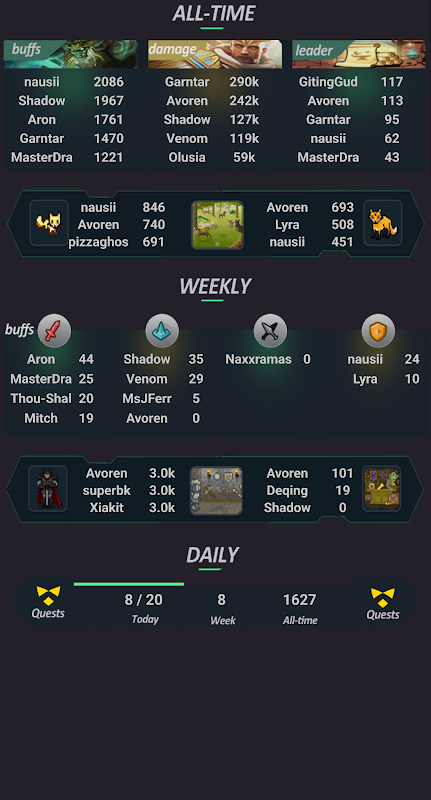 ALL-TIME
buffs damage leader
nausii 2086 Garntar 290k GitingGud 117
Shadow 1967 Avoren 242k Avoren 113
Aron 1761 Shadow 127k Garntar 95
Garntar 1470 Venom 119k nausii 62
MasterDra 1221 Olusia 59k MasterDra 43
nausii 846 Avoren 693
Avoren 740 Lyra 508
pizzaghos 691 nausii 451
WEEKLY
buffs
Aron 44 Shadow 35 Naxxramas 0 nausii 24
MasterDra 25 Venom 29 Lyra 10
Thou-Shal 20 MsJFerr 5
Mitch 19 Avoren 0
Avoren 3.0k Avoren 101
superbk 3.0k Deqing 19
Xiakit 3.0k Shadow 0
DAILY
8 / 20 8 1627
Quests Today Week All-time Quests